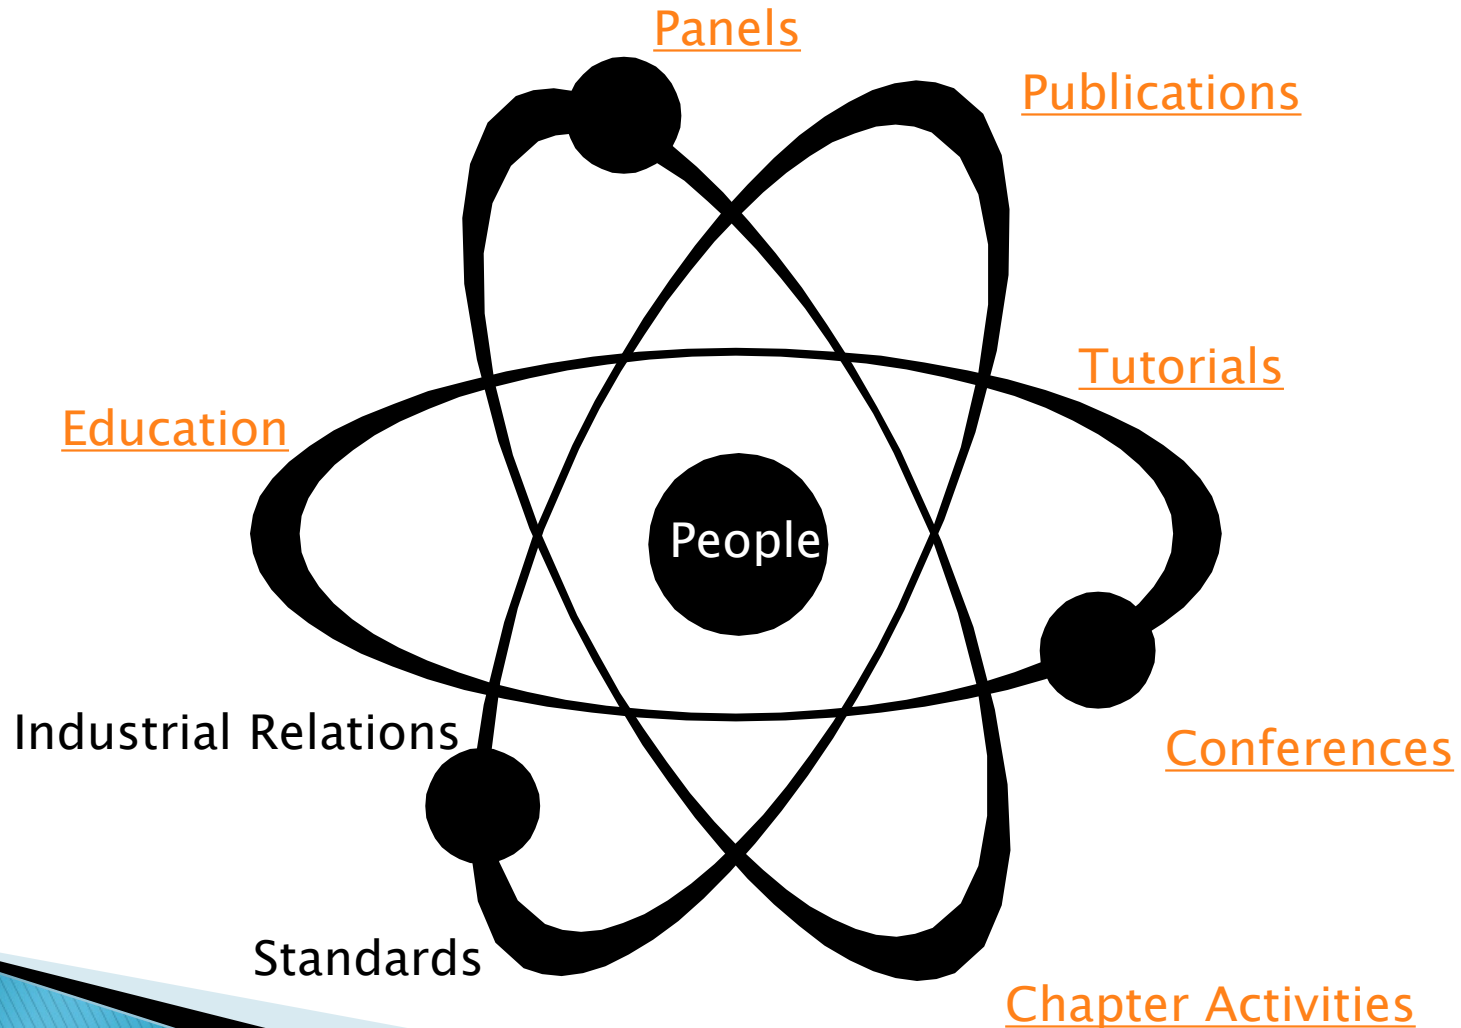 Panels
Publications
Tutorials
Education
People
Industrial Relations
Conferences
Standards
Chapter Activities